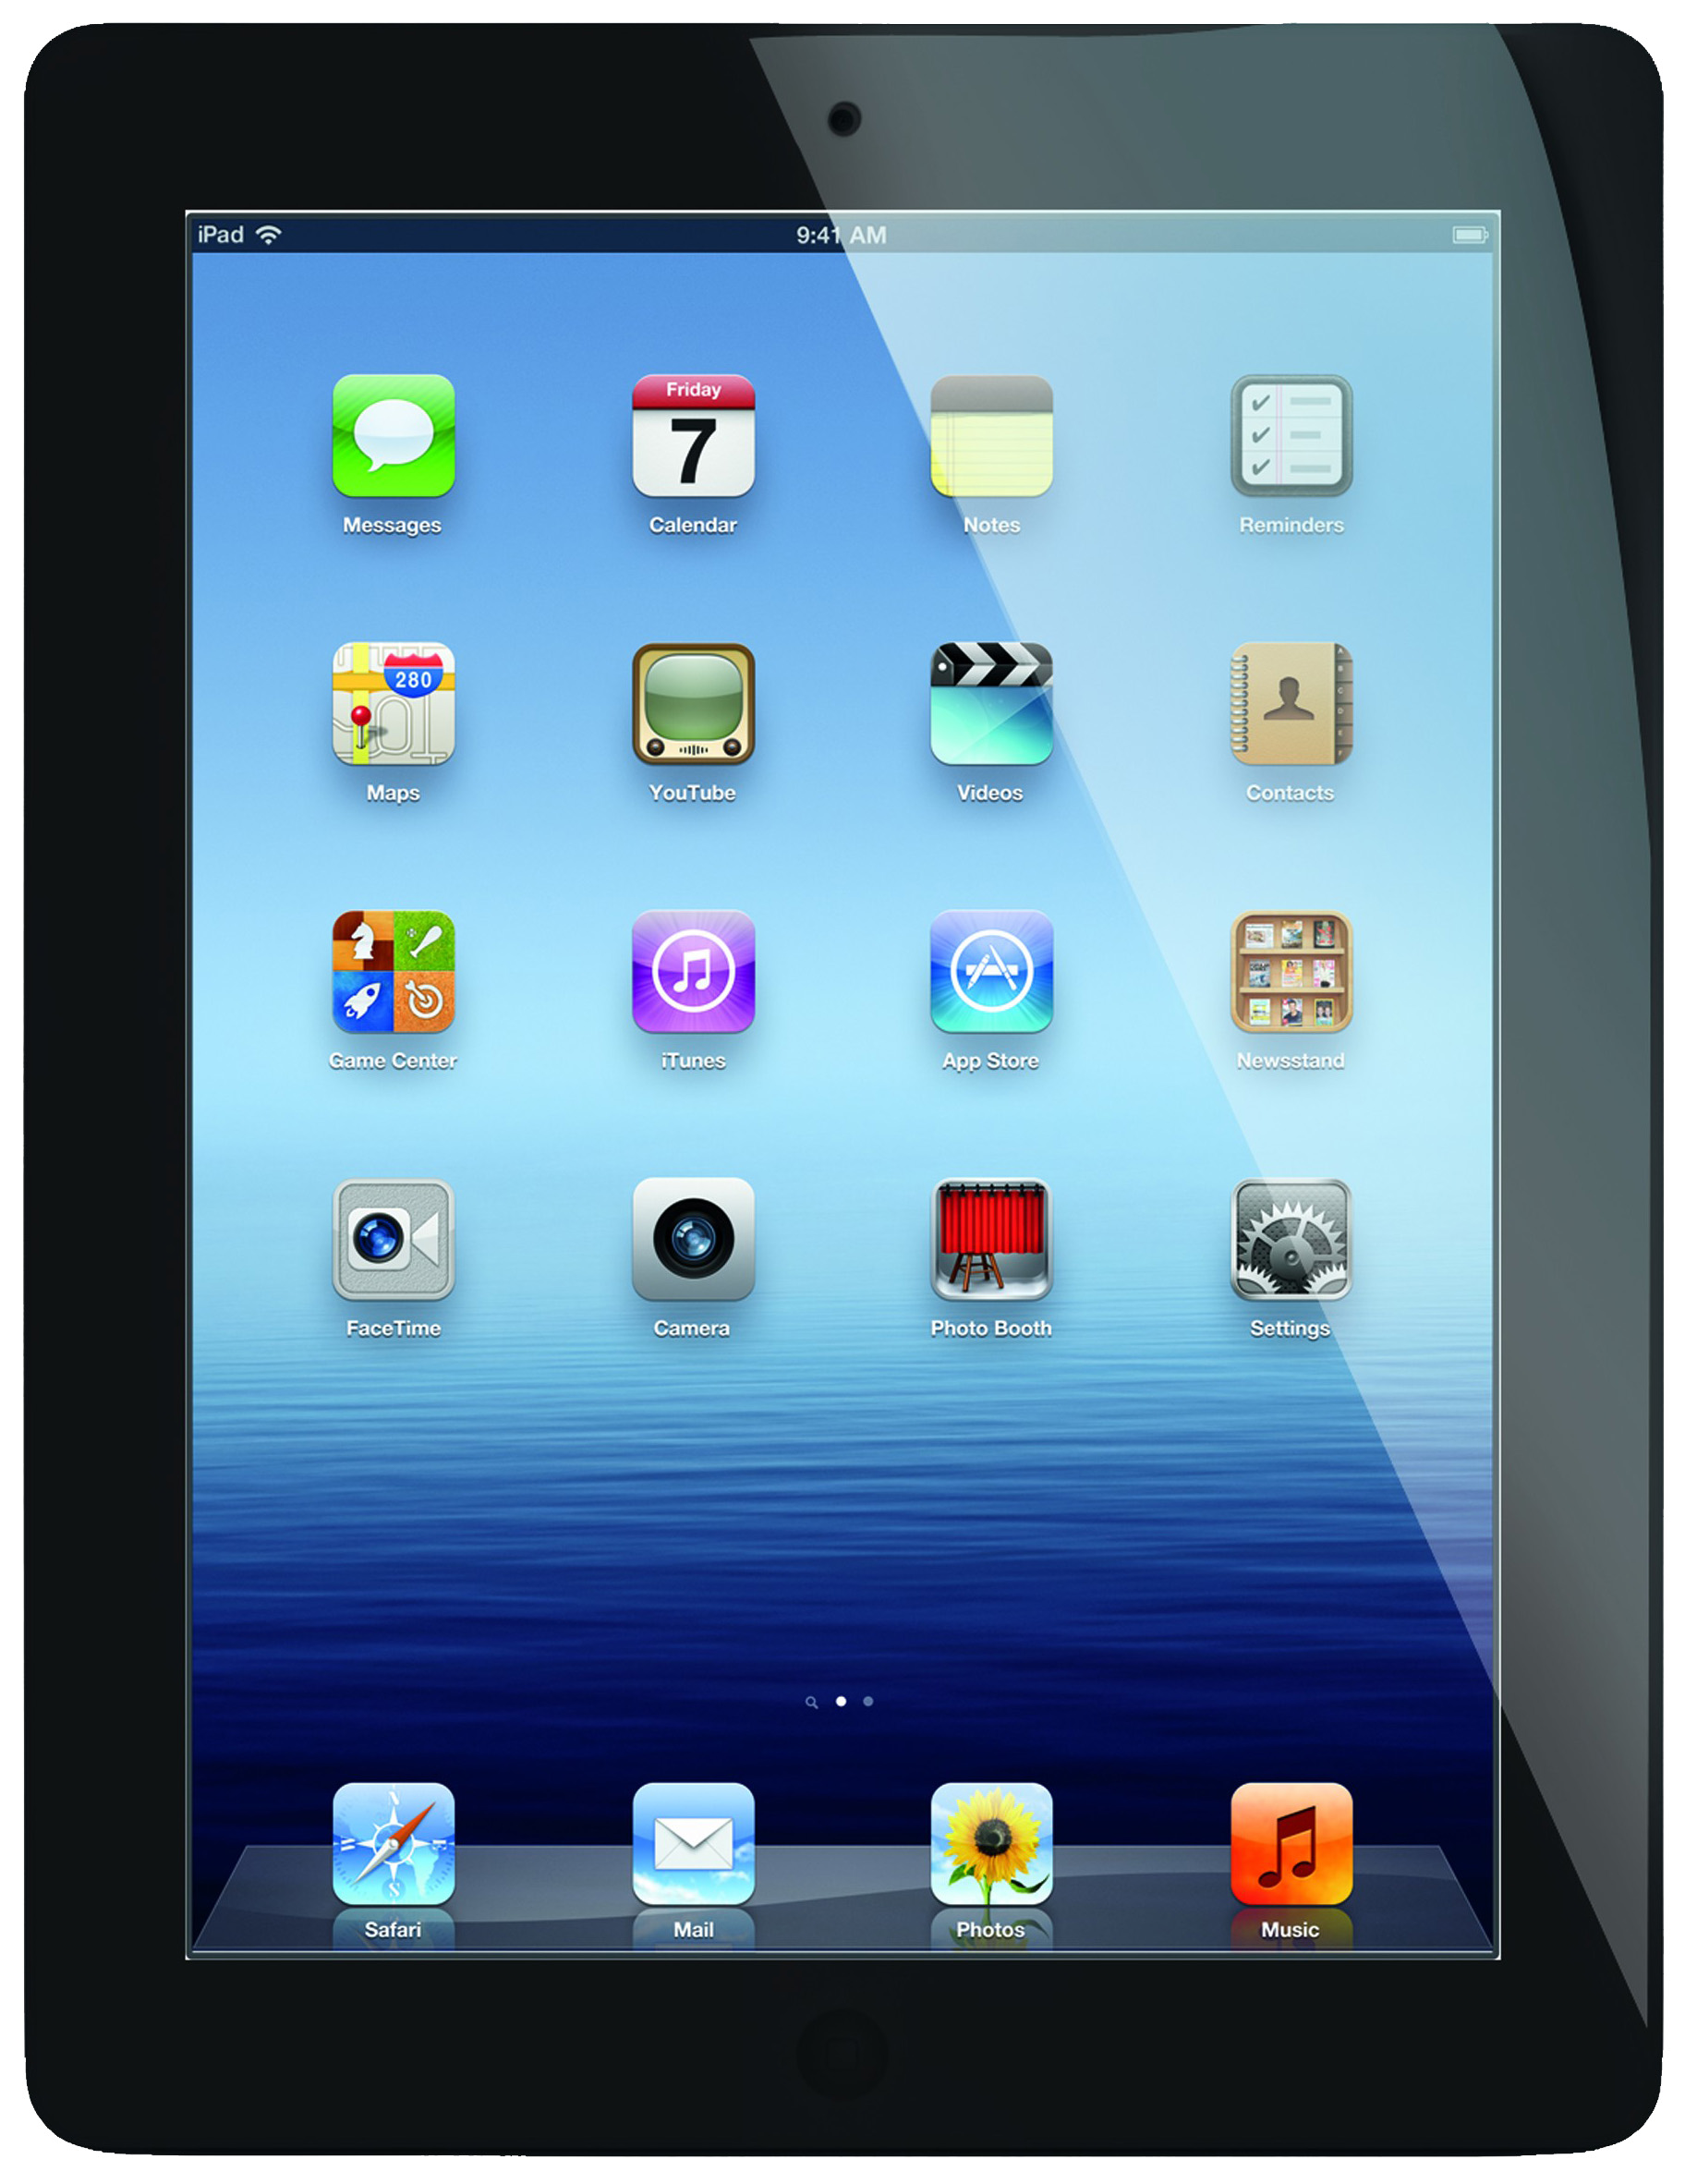 iPad
9:41 AM
Friday
7
Messages
Calendar
Notes
Reminders
280
Maps
YouTube
Videos
Contacts
Game Center
iTunes
App Store
Newsstand
FaceTime
Camera
Photo Booth
Settings
Safari
Mail
Photos
Music